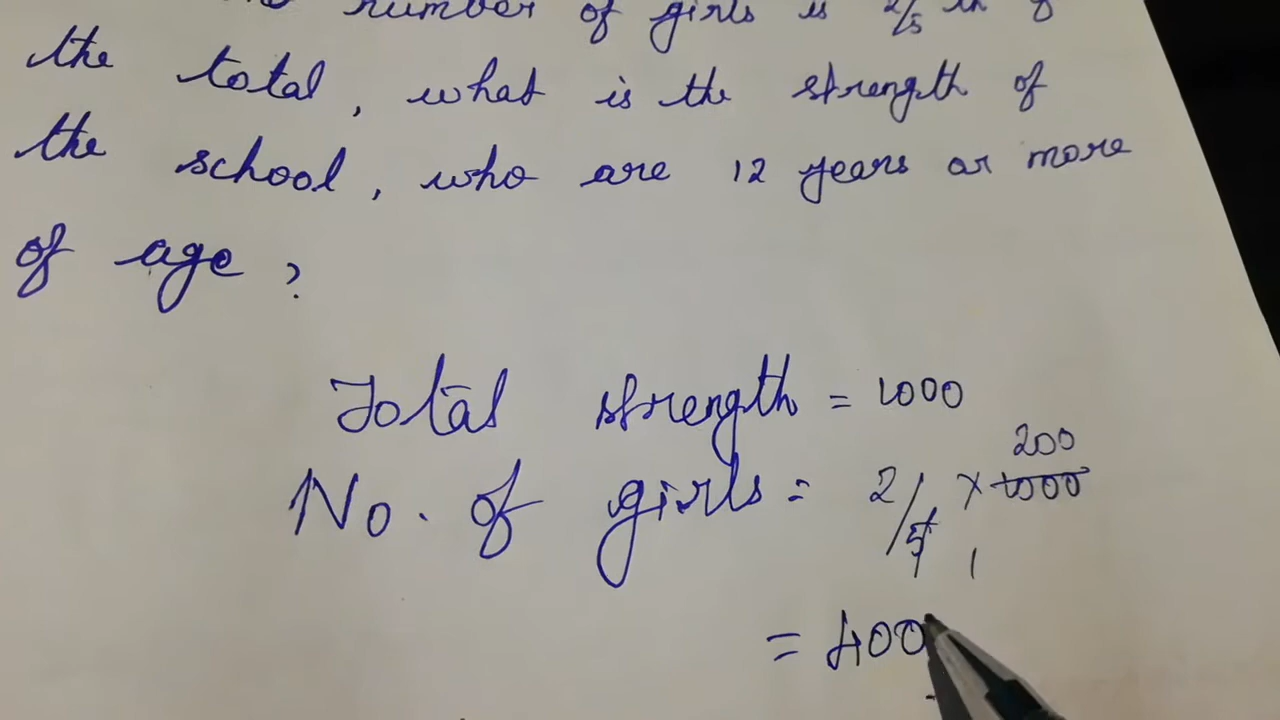 number of girls is 2/5 th of
the total, what is the strength of
the school, who are 12 years or more
of age?
Total strength = 1000
200
No. of girls = 2/5 × 1000
1
= 400